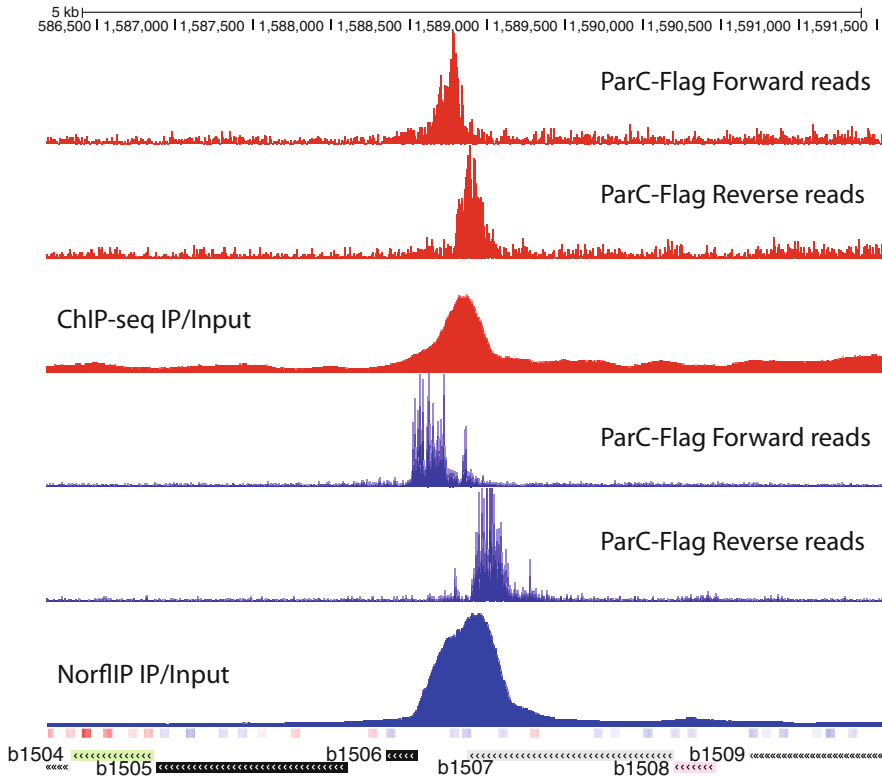 5 kb
586,500 1,587,000 1,587,500 1,588,000 1,588,500 1,589,000 1,589,500 1,590,000 1,590,500 1,591,000 1,591,500
ParC-Flag Forward reads
ParC-Flag Reverse reads
ChIP-seq IP/Input
ParC-Flag Forward reads
ParC-Flag Reverse reads
NorflIP IP/Input
b1504
b1505
b1506
b1507
b1508
b1509